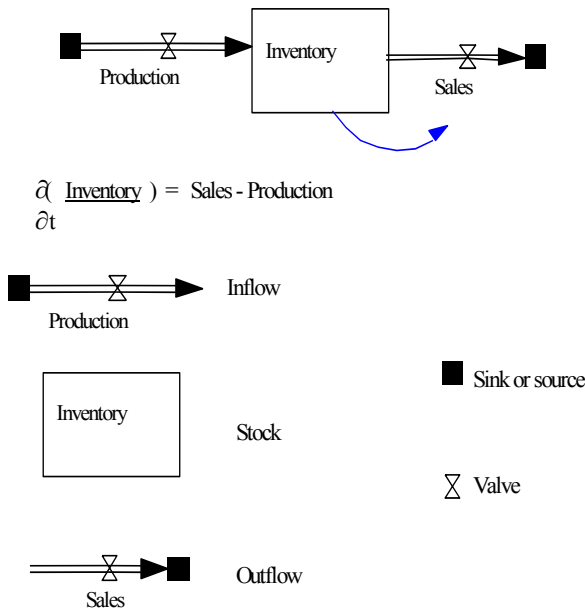 Production
Inventory
Sales
∂( Inventory ) = Sales - Production
∂t
Production
Inflow
Inventory
Stock
Sink or source
Valve
Sales
Outflow